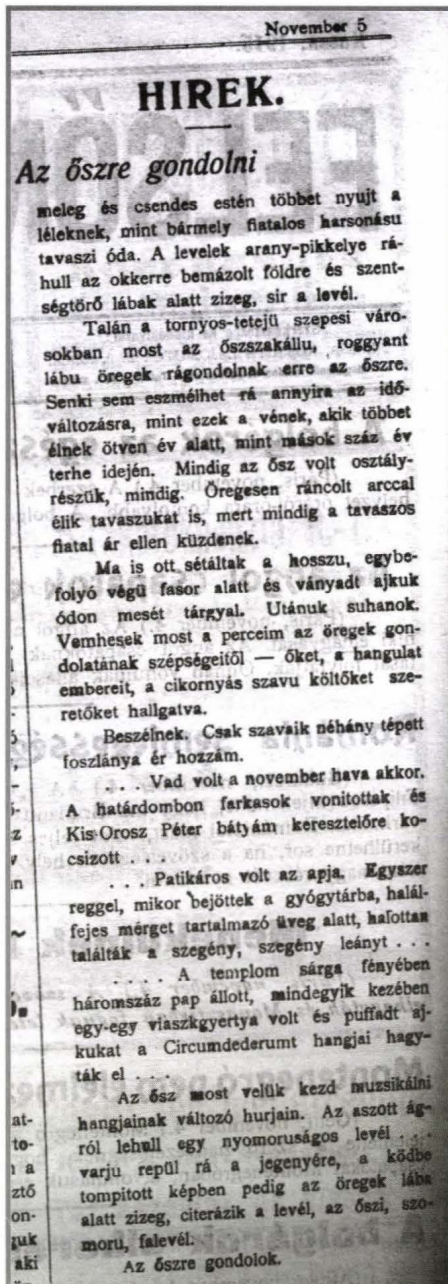 November 5
HIREK.
Az őszre gondolni
meleg és csendes estén többet nyujt a
léleknek, mint bármely fiatalos harsonásu
tavaszi óda. A levelek arany-pikkelye rá-
hull az okkerre bemázolt földre és szent-
ségtörő lábak alatt zizeg, sir a levél.
Talán a tornyos-tetejű szepesi váro-
sokban most az őszszakállu, roggyant
lábu öregek rágondolnak erre az őszre.
Senki sem eszmélhet rá annyira az idő-
változásra, mint ezek a vének, akik többet
élnek ötven év alatt, mint mások száz év
terhe idején. Mindig az ősz volt osztály-
részük, mindig. Öregesen ráncolt arccal
élik tavaszukat is, mert mindig a tavaszos
fiatal ár ellen küzdenek.
Ma is ott sétáltak a hosszu, egybe-
folyó végű fasor alatt és ványadt ajkuk
ódon mesét tárgyal. Utánuk suhanok.
Vemhesek most a perceim az öregek gon-
dolatának szépségeitől — őket, a hangulat
embereit, a cikornyás szavu költőket sze-
retőket hallgatva.
Beszélnek. Csak szavaik néhány tépett
foszlánya ér hozzám.
. . . Vad volt a november hava akkor.
A határdombon farkasok vonitottak és
Kis-Orosz Péter bátyám keresztelőre ko-
csizott . . .
. . . Patikáros volt az apja. Egyszer
reggel, mikor bejöttek a gyógytárba, halál-
fejes mérget tartalmazó üveg alatt, halottan
találták a szegény, szegény leányt . . .
. . . . A templom sárga fényében
háromszáz pap állott, mindegyik kezében
egy-egy viaszkgyertya volt és puffadt aj-
kukat a Circumdederumt hangjai hagy-
ták el . . .
Az ősz most velük kezd muzsikálni
hangjainak változó hurjain. Az aszott ág-
ról lehull egy nyomoruságos levél . . .
varju repül rá a jegenyére, a ködbe
tompitott képben pedig az öregek lába
alatt zizeg, citerázik a levél, az őszi, szo-
moru, falevél.
Az őszre gondolok.